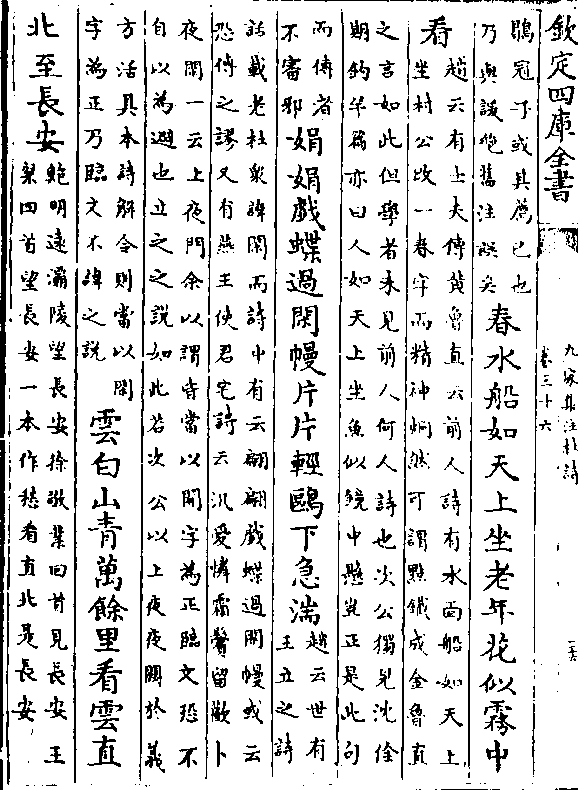 欽定四庫全書
九家集注杜詩
卷三十六
鶡冠子或其為已也
乃與說絶舊注誤矣
春水船如天上坐老年花似霧中
看
趙云有士大傳黄魯直云前人詩有水面船如天上
坐村公改一春字而精神炯然可謂點鐵成金魯直
之言如此但學者未見前人何人詩也次公獨見沈佺
期釣竿篇亦曰人如天上坐魚似鏡中懸豈正是此句
而傳者
不審邪
娟娟戲蝶過閑幔片片輕鷗下急湍
趙云世有
王立之詩
話載老杜家諱閑而詩中有云翩翩戲蝶過閑幔或云
恐傳之謬又有燕王使君宅詩云汎愛憐霜鬢留歡卜
夜閑一云上夜閑余以謂皆當以閑字為正臨文恐不
自以為避也立之之說如此若次公以上夜夜闗於義
方活具本詩解今則當以閑
字為正乃臨文不諱之說
雲白山青萬餘里看雲直
北至長安
鮑明遠灞陵望長安徐敬業回首見長安王
粲回首望長安一本作愁看直北是長安